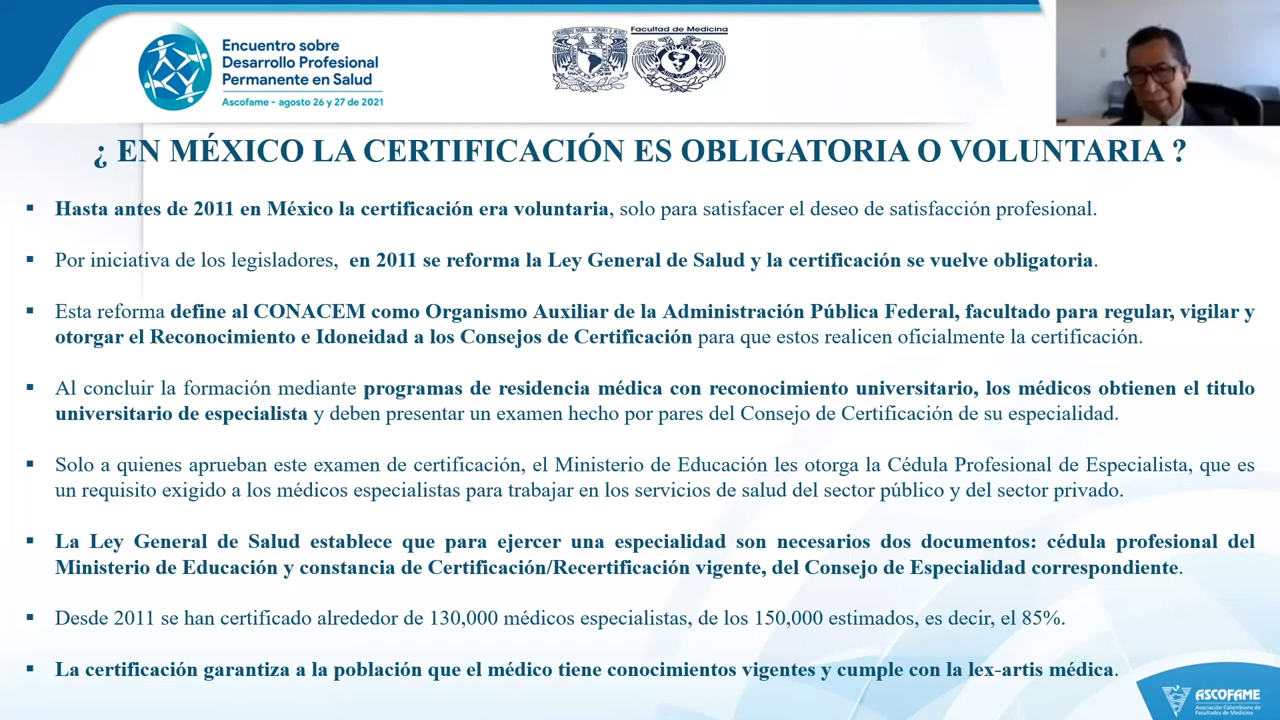 Encuentro sobre
Desarrollo Profesional
Permanente en Salud
Ascofame - agosto 26 y 27 de 2021
Facultad de Medicina
¿ EN MÉXICO LA CERTIFICACIÓN ES OBLIGATORIA O VOLUNTARIA ?
▪ Hasta antes de 2011 en México la certificación era voluntaria, solo para satisfacer el deseo de satisfacción profesional.
▪ Por iniciativa de los legisladores, en 2011 se reforma la Ley General de Salud y la certificación se vuelve obligatoria.
▪ Esta reforma define al CONACEM como Organismo Auxiliar de la Administración Pública Federal, facultado para regular, vigilar y
otorgar el Reconocimiento e Idoneidad a los Consejos de Certificación para que estos realicen oficialmente la certificación.
▪ Al concluir la formación mediante programas de residencia médica con reconocimiento universitario, los médicos obtienen el titulo
universitario de especialista y deben presentar un examen hecho por pares del Consejo de Certificación de su especialidad.
▪ Solo a quienes aprueban este examen de certificación, el Ministerio de Educación les otorga la Cédula Profesional de Especialista, que es
un requisito exigido a los médicos especialistas para trabajar en los servicios de salud del sector público y del sector privado.
▪ La Ley General de Salud establece que para ejercer una especialidad son necesarios dos documentos: cédula profesional del
Ministerio de Educación y constancia de Certificación/Recertificación vigente, del Consejo de Especialidad correspondiente.
▪ Desde 2011 se han certificado alrededor de 130,000 médicos especialistas, de los 150,000 estimados, es decir, el 85%.
▪ La certificación garantiza a la población que el médico tiene conocimientos vigentes y cumple con la lex-artis médica.
ASCOFAME
Asociación Colombiana de
Facultades de Medicina